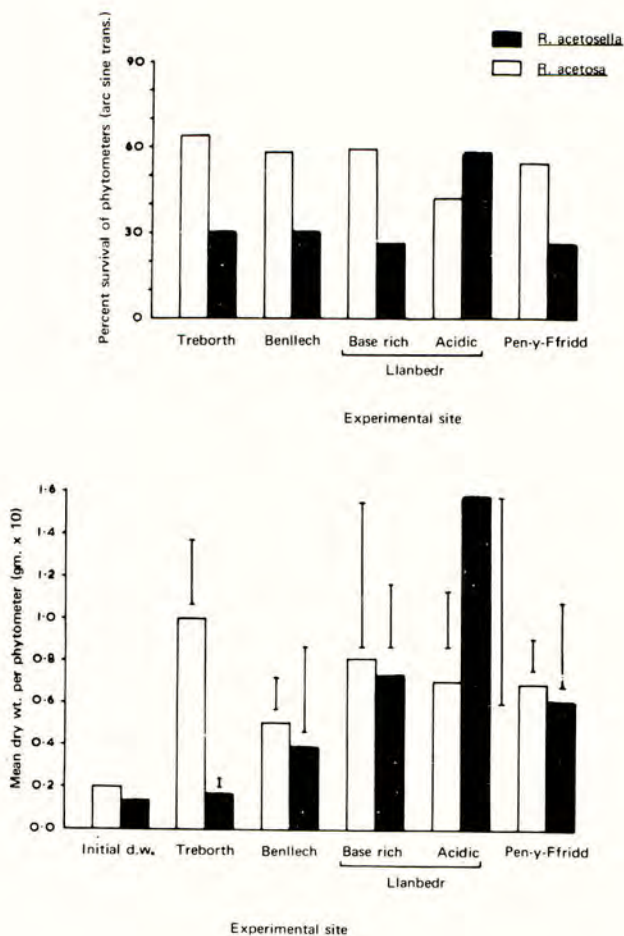 R. acetosella
R. acetosa
Percent survival of phytometers (arc sine trans.)
90
60
30
0
Treborth Benllech Base rich Acidic Pen-y-Ffridd
Llanbedr
Experimental site
Mean dry wt. per phytometer (gm. x 10)
1·6
1·4
1·2
1·0
0·8
0·6
0·4
0·2
0·0
Initial d.w. Treborth Benllech Base rich Acidic Pen-y-Ffridd
Llanbedr
Experimental site